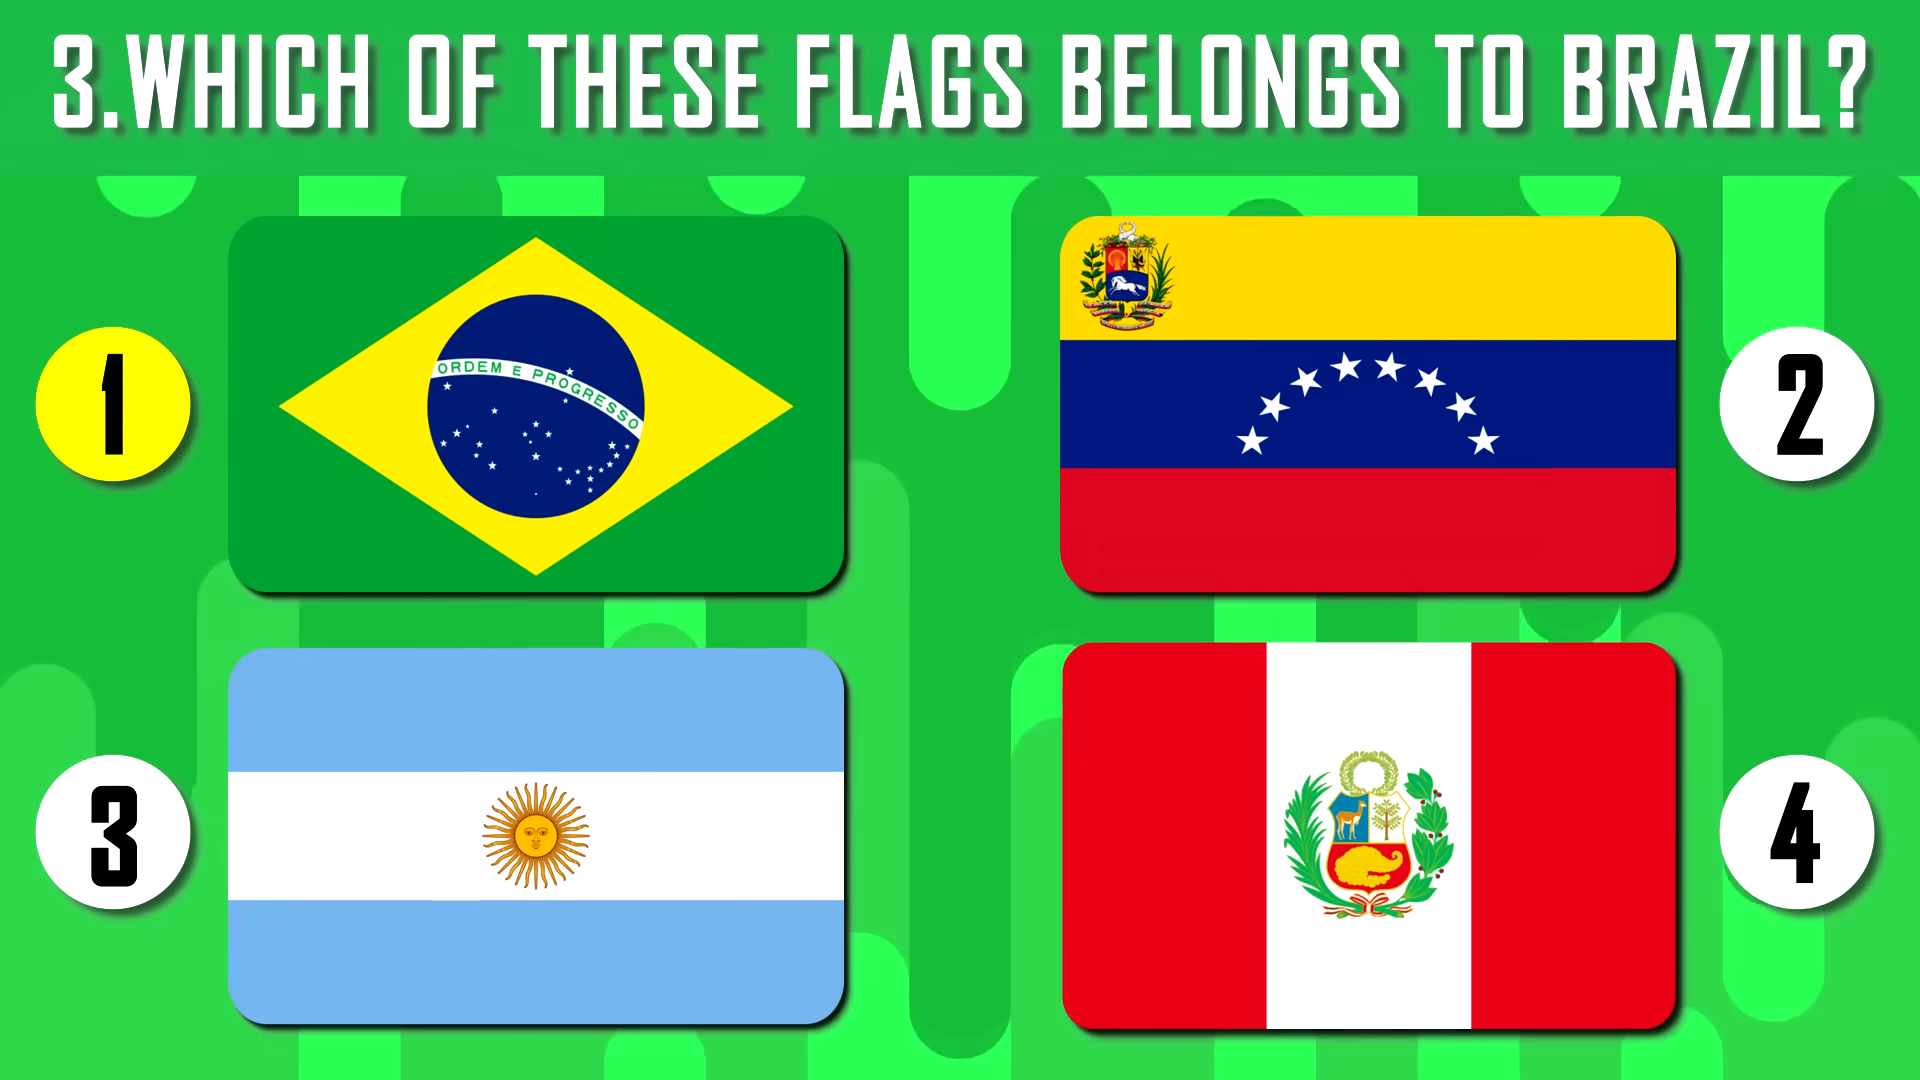 3.WHICH OF THESE FLAGS BELONGS TO BRAZIL?
1
ORDEM E PROGRESSO
2
3
4